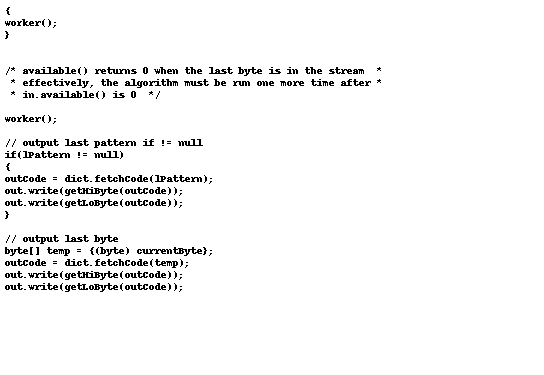 {
worker();
}
/* available() returns 0 when the last byte is in the stream *
* effectively, the algorithm must be run one more time after *
* in.available() is 0 */
worker();
// output last pattern if != null
if(lPattern != null)
{
outCode = dict.fetchCode(lPattern);
out.write(getHiByte(outCode));
out.write(getLoByte(outCode));
}
// output last byte
byte[] temp = {(byte) currentByte};
outCode = dict.fetchCode(temp);
out.write(getHiByte(outCode));
out.write(getLoByte(outCode));